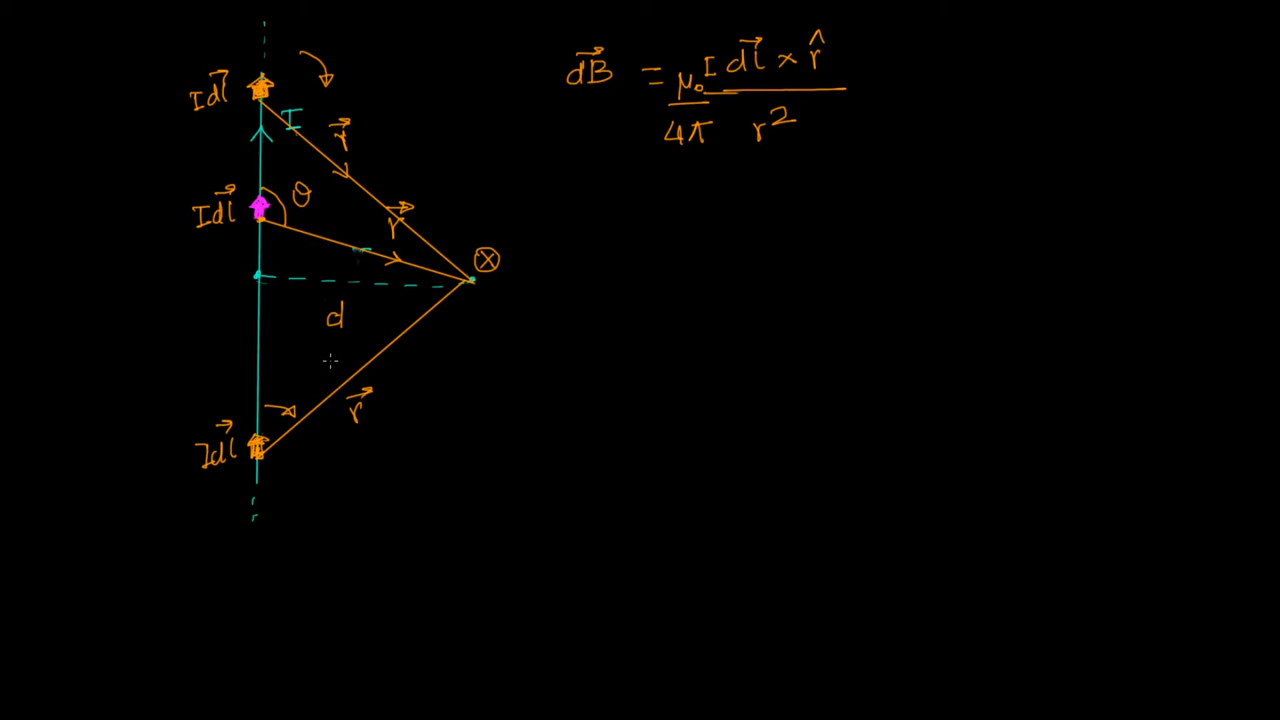 Idl⃗
I
r⃗
Idl⃗
θ
r⃗
ⓧ
d
r⃗
Idl⃗
dB⃗ = μ₀/4π I dl⃗ × r̂ / r²